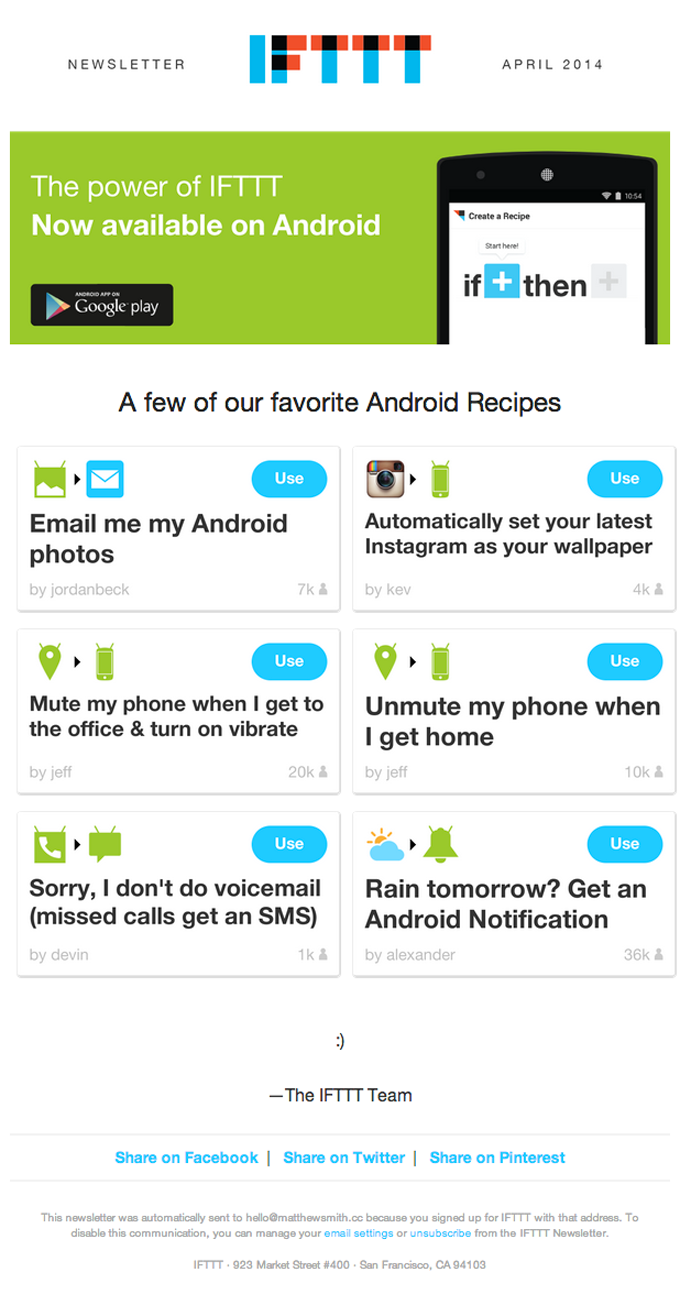 NEWSLETTER
IFTTT
APRIL 2014
The power of IFTTT
Now available on Android
ANDROID APP ON
Google play
10:54
Create a Recipe
Start here!
if + then +
A few of our favorite Android Recipes
Use
Email me my Android
photos
by jordanbeck 7k
Use
Automatically set your latest
Instagram as your wallpaper
by kev 4k
Use
Mute my phone when I get to
the office & turn on vibrate
by jeff 20k
Use
Unmute my phone when
I get home
by jeff 10k
Use
Sorry, I don't do voicemail
(missed calls get an SMS)
by devin 1k
Use
Rain tomorrow? Get an
Android Notification
by alexander 36k
:)
—The IFTTT Team
Share on Facebook | Share on Twitter | Share on Pinterest
This newsletter was automatically sent to hello@matthewsmith.cc because you signed up for IFTTT with that address. To
disable this communication, you can manage your email settings or unsubscribe from the IFTTT Newsletter.
IFTTT · 923 Market Street #400 · San Francisco, CA 94103